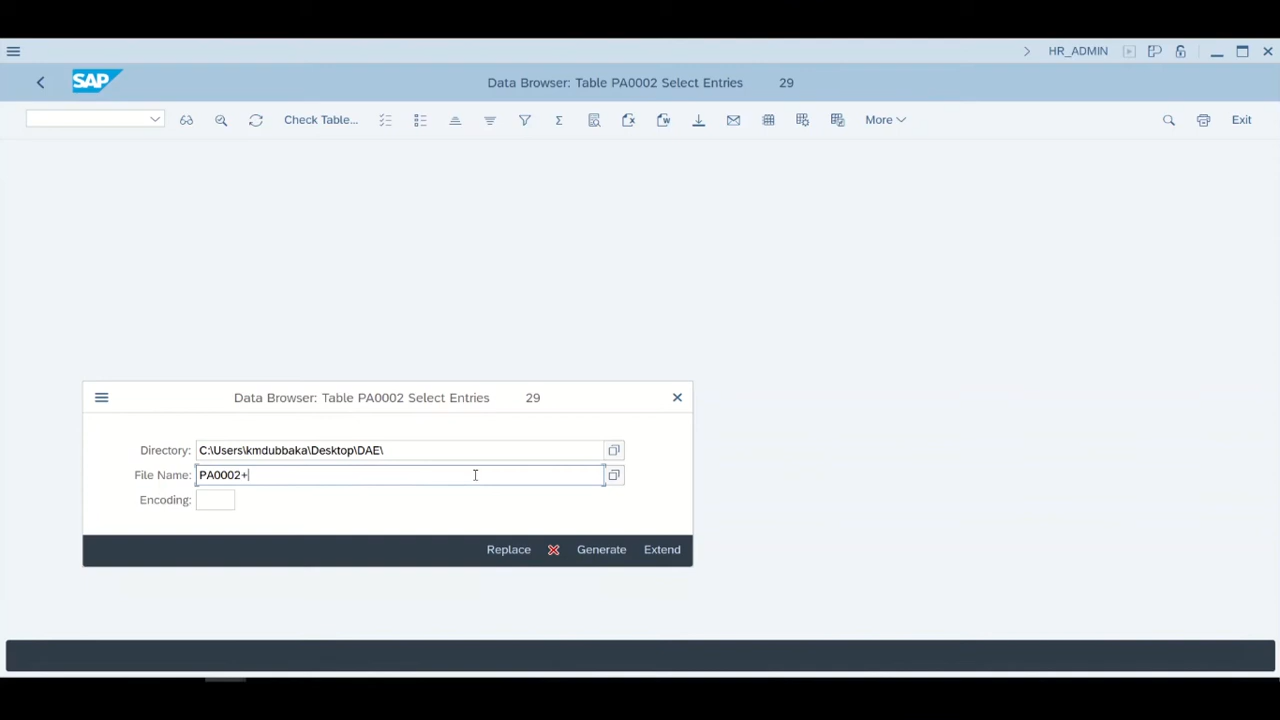 HR_ADMIN
SAP
Data Browser: Table PA0002 Select Entries 29
Check Table... More Exit
Data Browser: Table PA0002 Select Entries 29
Directory: C:\Users\kmdubbaka\Desktop\DAE\
File Name: PA0002+
Encoding:
Replace Generate Extend